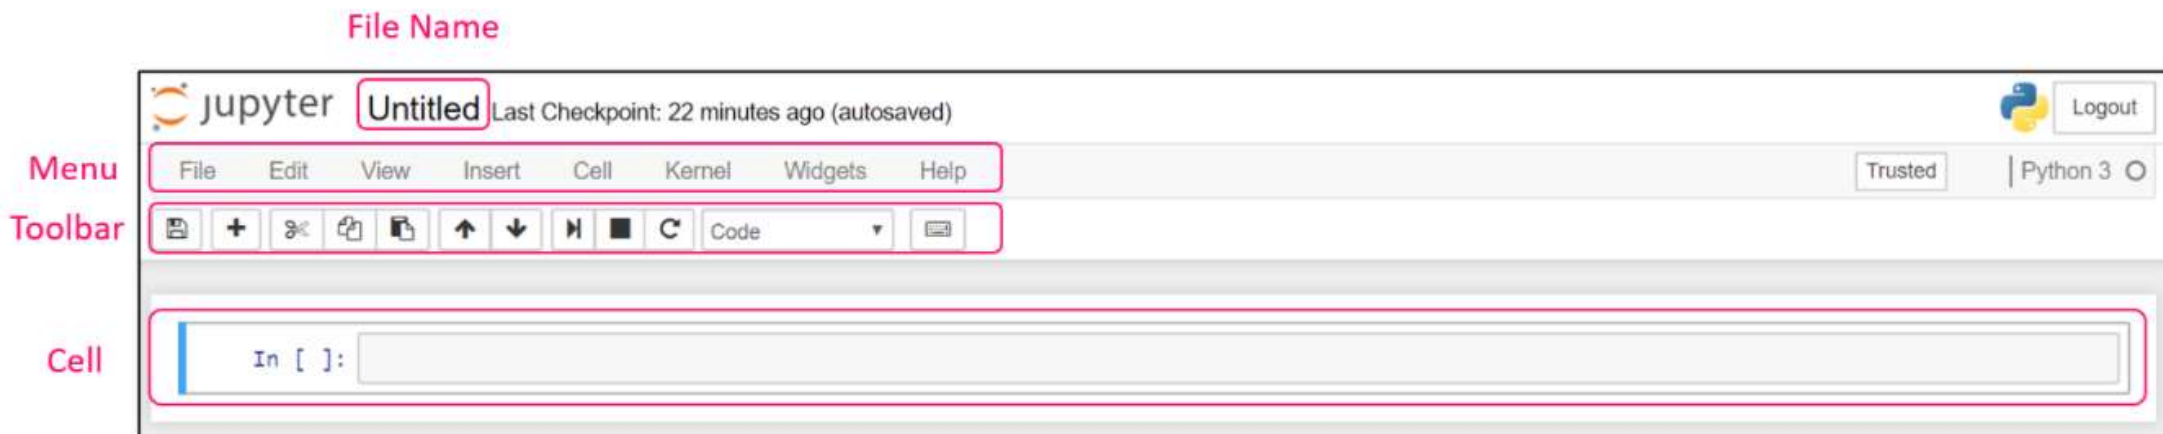 File Name
jupyter Untitled Last Checkpoint: 22 minutes ago (autosaved) Logout
Menu File Edit View Insert Cell Kernel Widgets Help Trusted Python 3
Toolbar Code
Cell In [ ]: